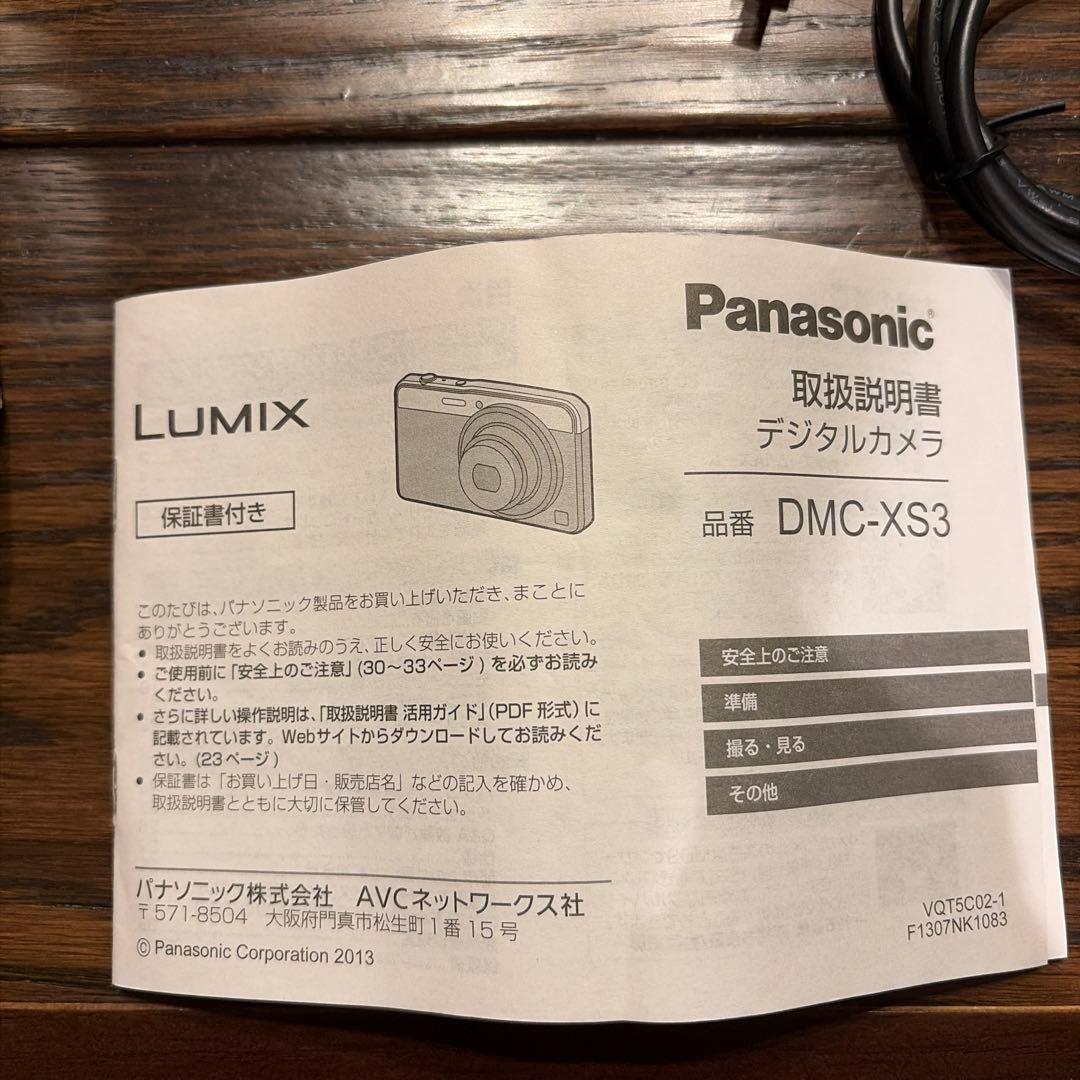 Panasonic®
取扱説明書
デジタルカメラ
品番 DMC-XS3
LUMIX
保証書付き
このたびは、パナソニック製品をお買い上げいただき、まことに
ありがとうございます。
● 取扱説明書をよくお読みのうえ、正しく安全にお使いください。
● ご使用前に「安全上のご注意」(30～33ページ)を必ずお読み
ください。
● さらに詳しい操作説明は、「取扱説明書 活用ガイド」(PDF 形式)に
記載されています。Webサイトからダウンロードしてお読みくだ
さい。(23 ページ)
● 保証書は「お買い上げ日・販売店名」などの記入を確かめ、
取扱説明書とともに大切に保管してください。
安全上のご注意
準備
撮る・見る
その他
パナソニック株式会社 AVCネットワークス社
〒571-8504 大阪府門真市松生町1番15号
© Panasonic Corporation 2013
VQT5C02-1
F1307NK1083